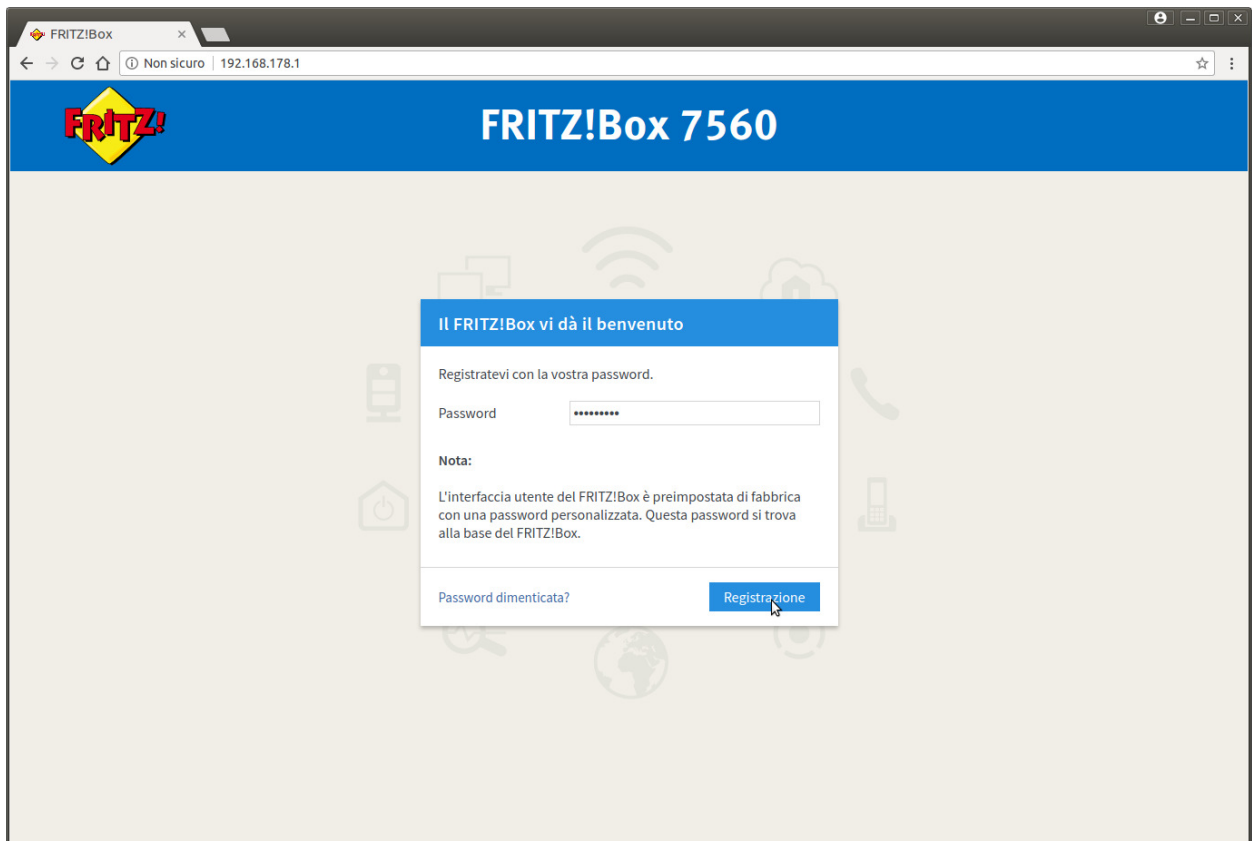 FRITZ!Box
Non sicuro | 192.168.178.1
FRITZ!
FRITZ!Box 7560
Il FRITZ!Box vi dà il benvenuto
Registratevi con la vostra password.
Password •••••••••
Nota:
L'interfaccia utente del FRITZ!Box è preimpostata di fabbrica
con una password personalizzata. Questa password si trova
alla base del FRITZ!Box.
Password dimenticata?
Registrazione